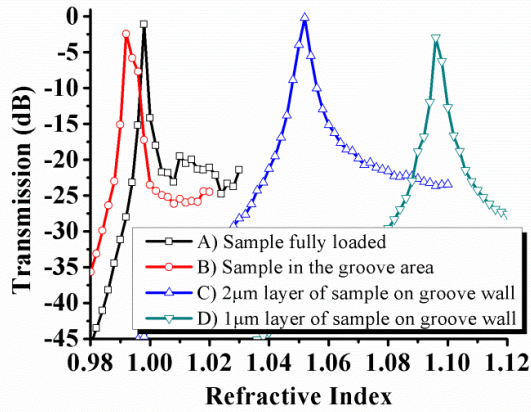 Transmission (dB)
0
-5
-10
-15
-20
-25
-30
-35
-40
-45
A) Sample fully loaded
B) Sample in the groove area
C) 2μm layer of sample on groove wall
D) 1μm layer of sample on groove wall
0.98 1.00 1.02 1.04 1.06 1.08 1.10 1.12
Refractive Index